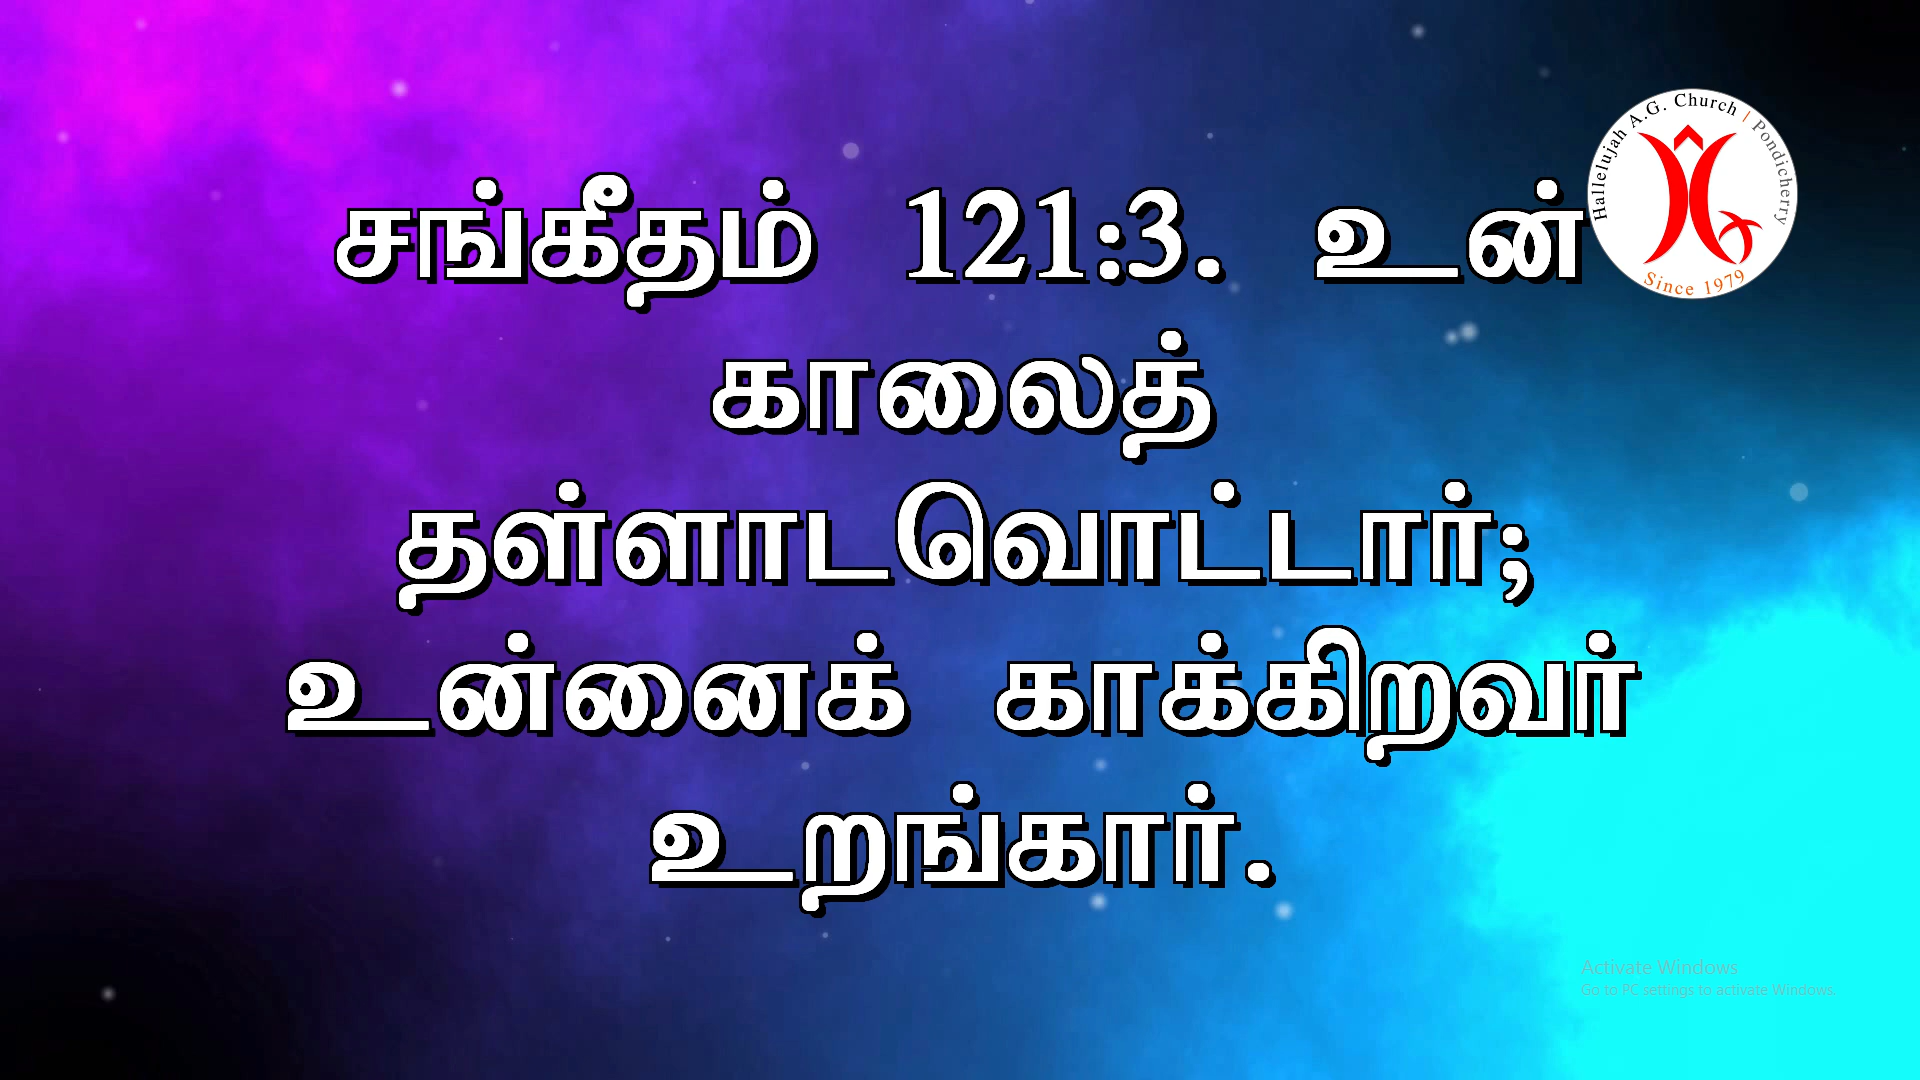 சங்கீதம் 121:3. உன்
காலைத்
தள்ளாடவொட்டார்;
உன்னைக் காக்கிறவர்
உறங்கார்.
Hallelujah A.G. Church | Pondicherry
Since 1979
Activate Windows
Go to PC settings to activate Windows.